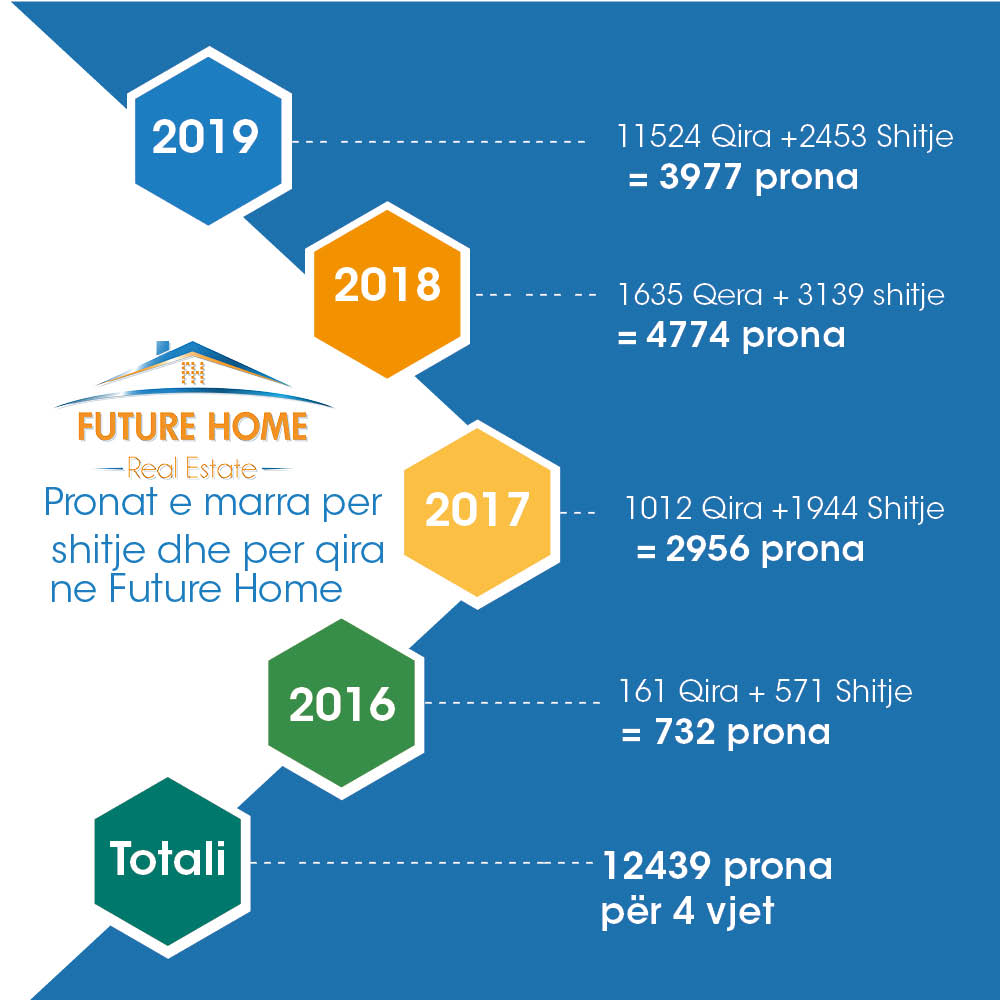 2019
11524 Qira +2453 Shitje
= 3977 prona
2018
1635 Qera + 3139 shitje
= 4774 prona
FUTURE HOME
Real Estate
Pronat e marra per
shitje dhe per qira
ne Future Home
2017
1012 Qira +1944 Shitje
= 2956 prona
2016
161 Qira + 571 Shitje
= 732 prona
Totali
12439 prona
për 4 vjet